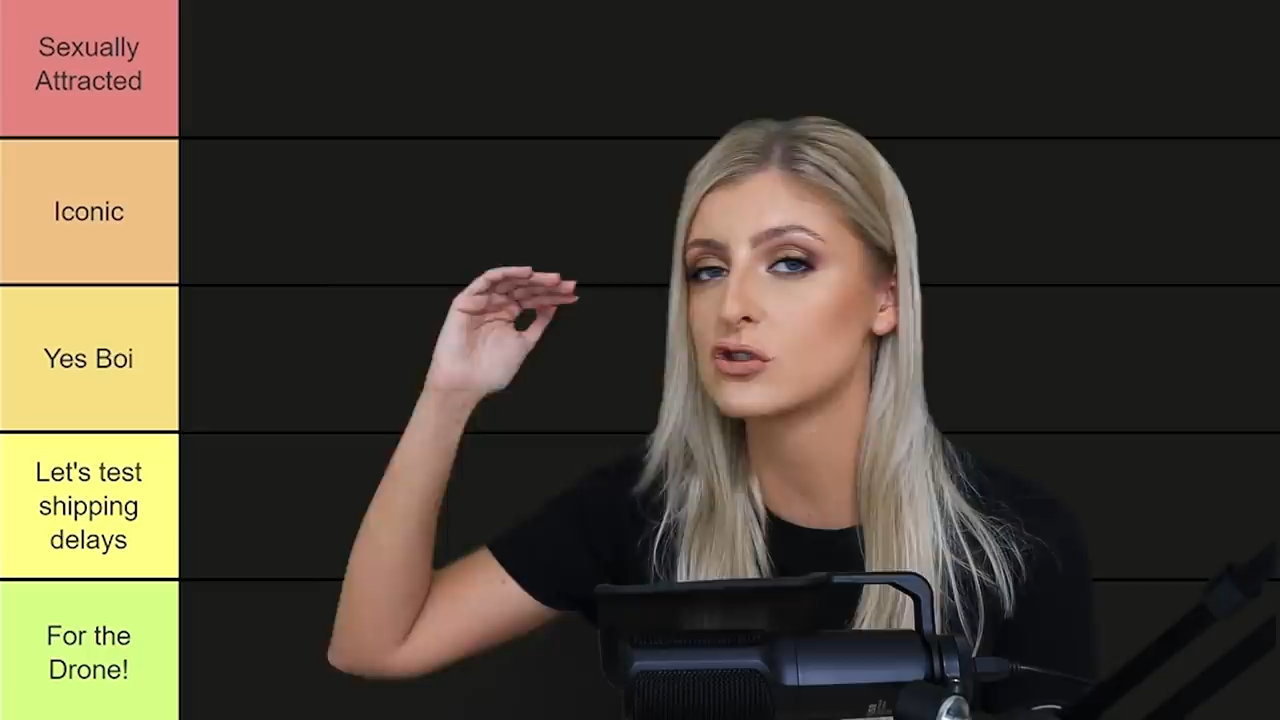 Sexually
Attracted
Iconic
Yes Boi
Let's test
shipping
delays
For the
Drone!